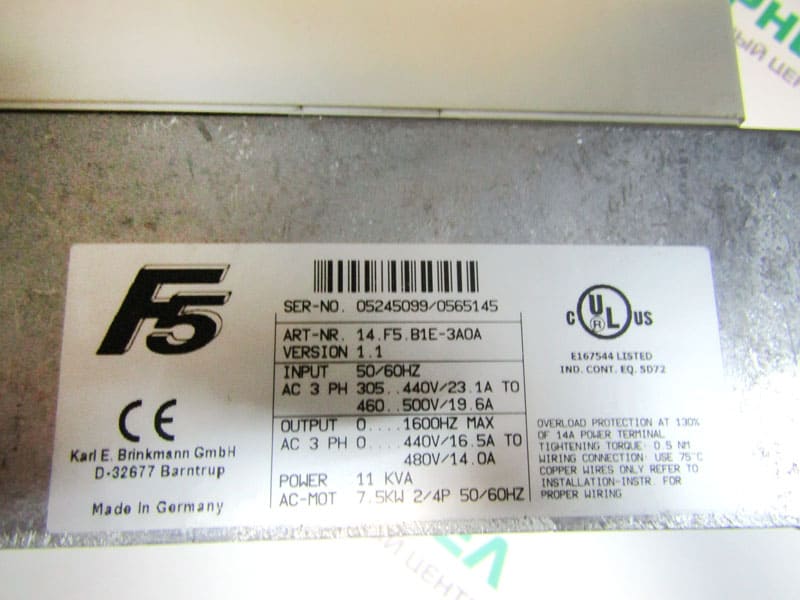 ЫЙ ЦЕ
F5
SER-NO. 05245099/0565145
ART-NR. 14.F5.B1E-3A0A
VERSION 1.1
INPUT 50/60HZ
AC 3 PH 305..440V/23.1A TO
460..500V/19.6A
OUTPUT 0....1600HZ MAX
AC 3 PH 0....440V/16.5A TO
480V/14.0A
POWER 11 KVA
AC-MOT 7.5KW 2/4P 50/60HZ
CE
Karl E. Brinkmann GmbH
D-32677 Barntrup
Made in Germany
C UL® US
E167544 LISTED
IND. CONT. EQ. 5D72
OVERLOAD PROTECTION AT 130%
OF 14A POWER TERMINAL
TIGHTENING TORQUE: 0.5 NM
WIRING CONNECTION: USE 75°C
COPPER WIRES ONLY REFER TO
INSTALLATION-INSTR. FOR
PROPER WIRING
ЫЙ ЦЕНТ